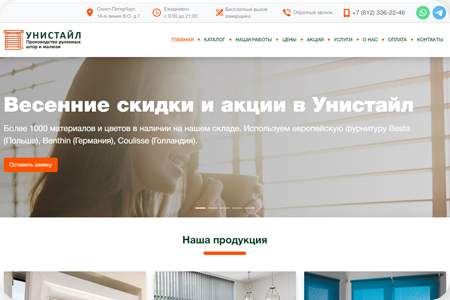 Санкт-Петербург,
16-я линия В.О. д.7
Ежедневно
с 9.00 до 21:00
Бесплатный вызов
замерщика
Обратный звонок
+7 (812) 336-22-46
УНИСТАЙЛ
Производство рулонных
штор и жалюзи
ГЛАВНАЯ
КАТАЛОГ
НАШИ РАБОТЫ
ЦЕНЫ
АКЦИИ
УСЛУГИ
О НАС
ОПЛАТА
КОНТАКТЫ
Весенние скидки и акции в Унистайл
Более 1000 материалов и цветов в наличии на нашем складе. Используем европейскую фурнитуру Besta
(Польша), Benthin (Германия), Coulisse (Голландия).
Оставить заявку
Наша продукция